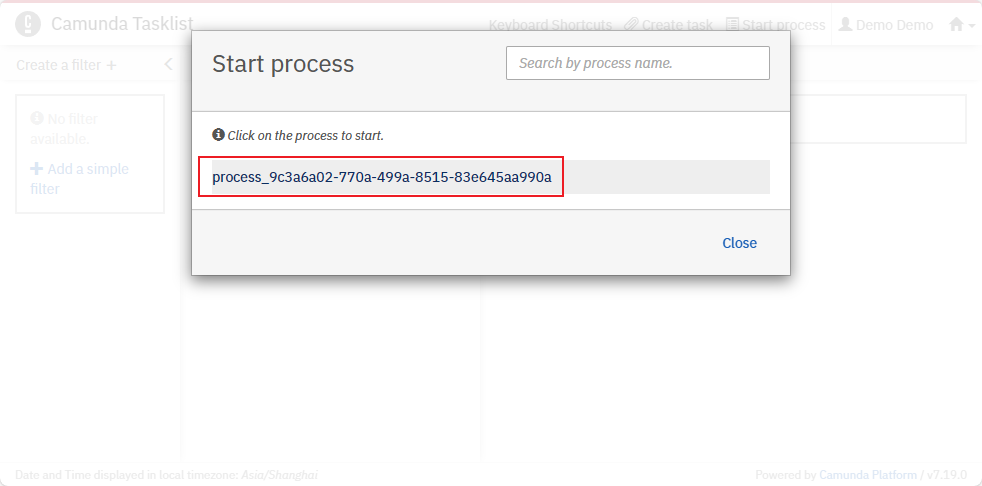 Camunda Tasklist
Keyboard Shortcuts Create task Start process Demo Demo
Create a filter +
Start process
Search by process name.
No filter
available.
Add a simple
filter
Click on the process to start.
process_9c3a6a02-770a-499a-8515-83e645aa990a
Close
Date and Time displayed in local timezone: Asia/Shanghai
Powered by Camunda Platform / v7.19.0